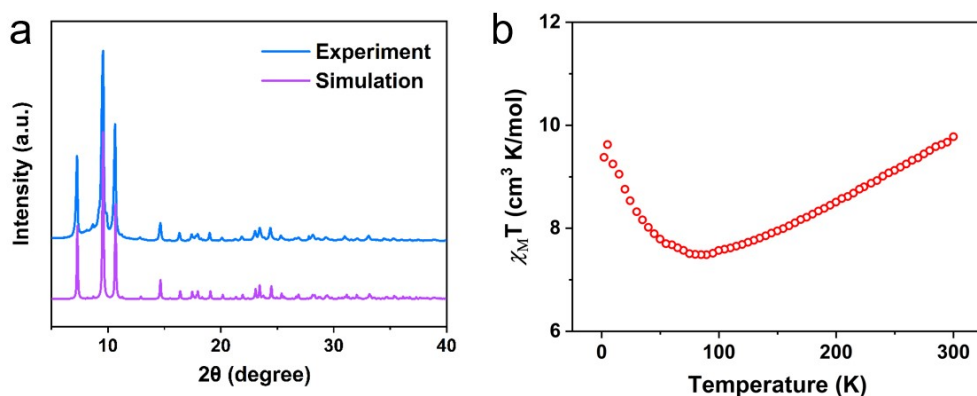 a
Experiment
Simulation
Intensity (a.u.)
10
20
30
40
2θ (degree)
b
12
10
8
6
χMT (cm³ K/mol)
0
100
200
300
Temperature (K)